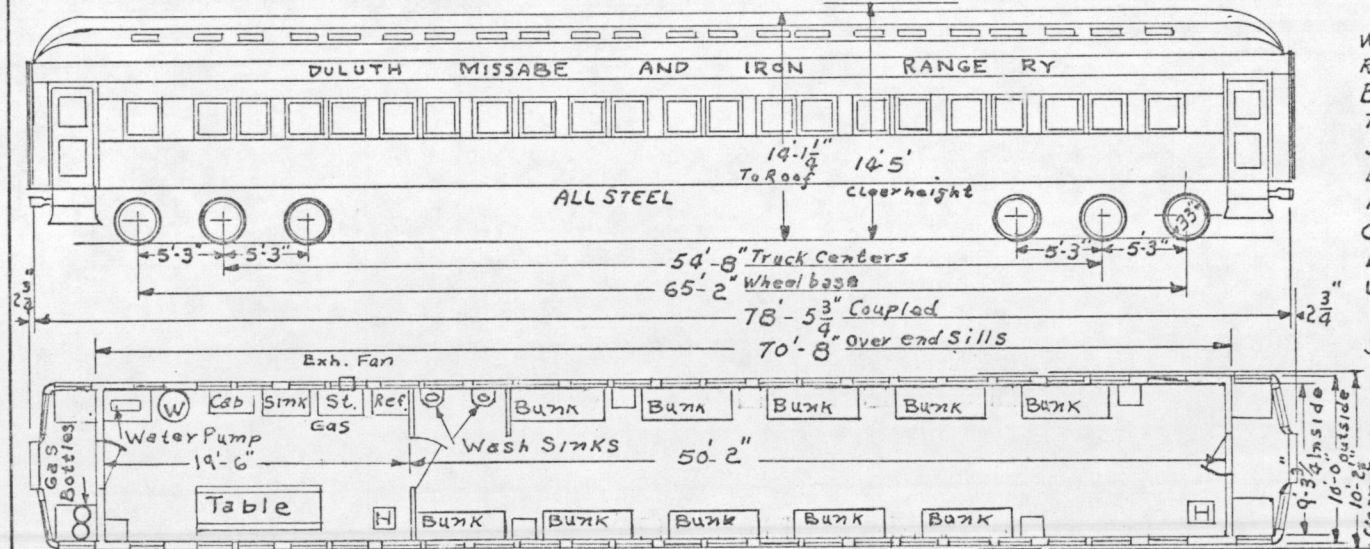 DULUTH MISSABE AND IRON RANGE RY
14'-1 1/4"
To Roof
14'-5'
Clear height
ALL STEEL
33"
5'-3" 5'-3"
5'-3" 5'-3"
54'-8" Truck Centers
65'-2" Wheel base
2 3/4
78'-5 3/4 Coupled
2 3/4"
70'-8" Over end Sills
Exh. Fan
W
Cab Sink St. Ref.
Gas
Bunk Bunk Bunk Bunk Bunk
Water Pump
Wash Sinks
19'-6"
50'-2"
Gas
Bottles
Table
H
H
Bunk Bunk Bunk Bunk Bunk
9'-3 3/4 Inside
10'-0" Outside